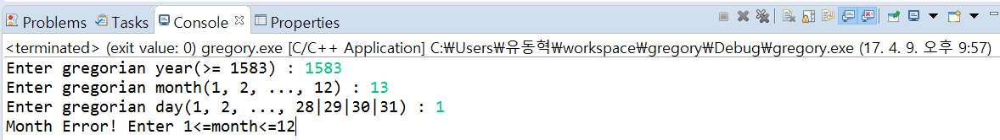 Problems Tasks Console Properties
<terminated> (exit value: 0) gregory.exe [C/C++ Application] C:₩Users₩유동혁₩workspace₩gregory₩Debug₩gregory.exe (17. 4. 9. 오후 9:57)
Enter gregorian year(>= 1583) : 1583
Enter gregorian month(1, 2, ..., 12) : 13
Enter gregorian day(1, 2, ..., 28|29|30|31) : 1
Month Error! Enter 1<=month<=12